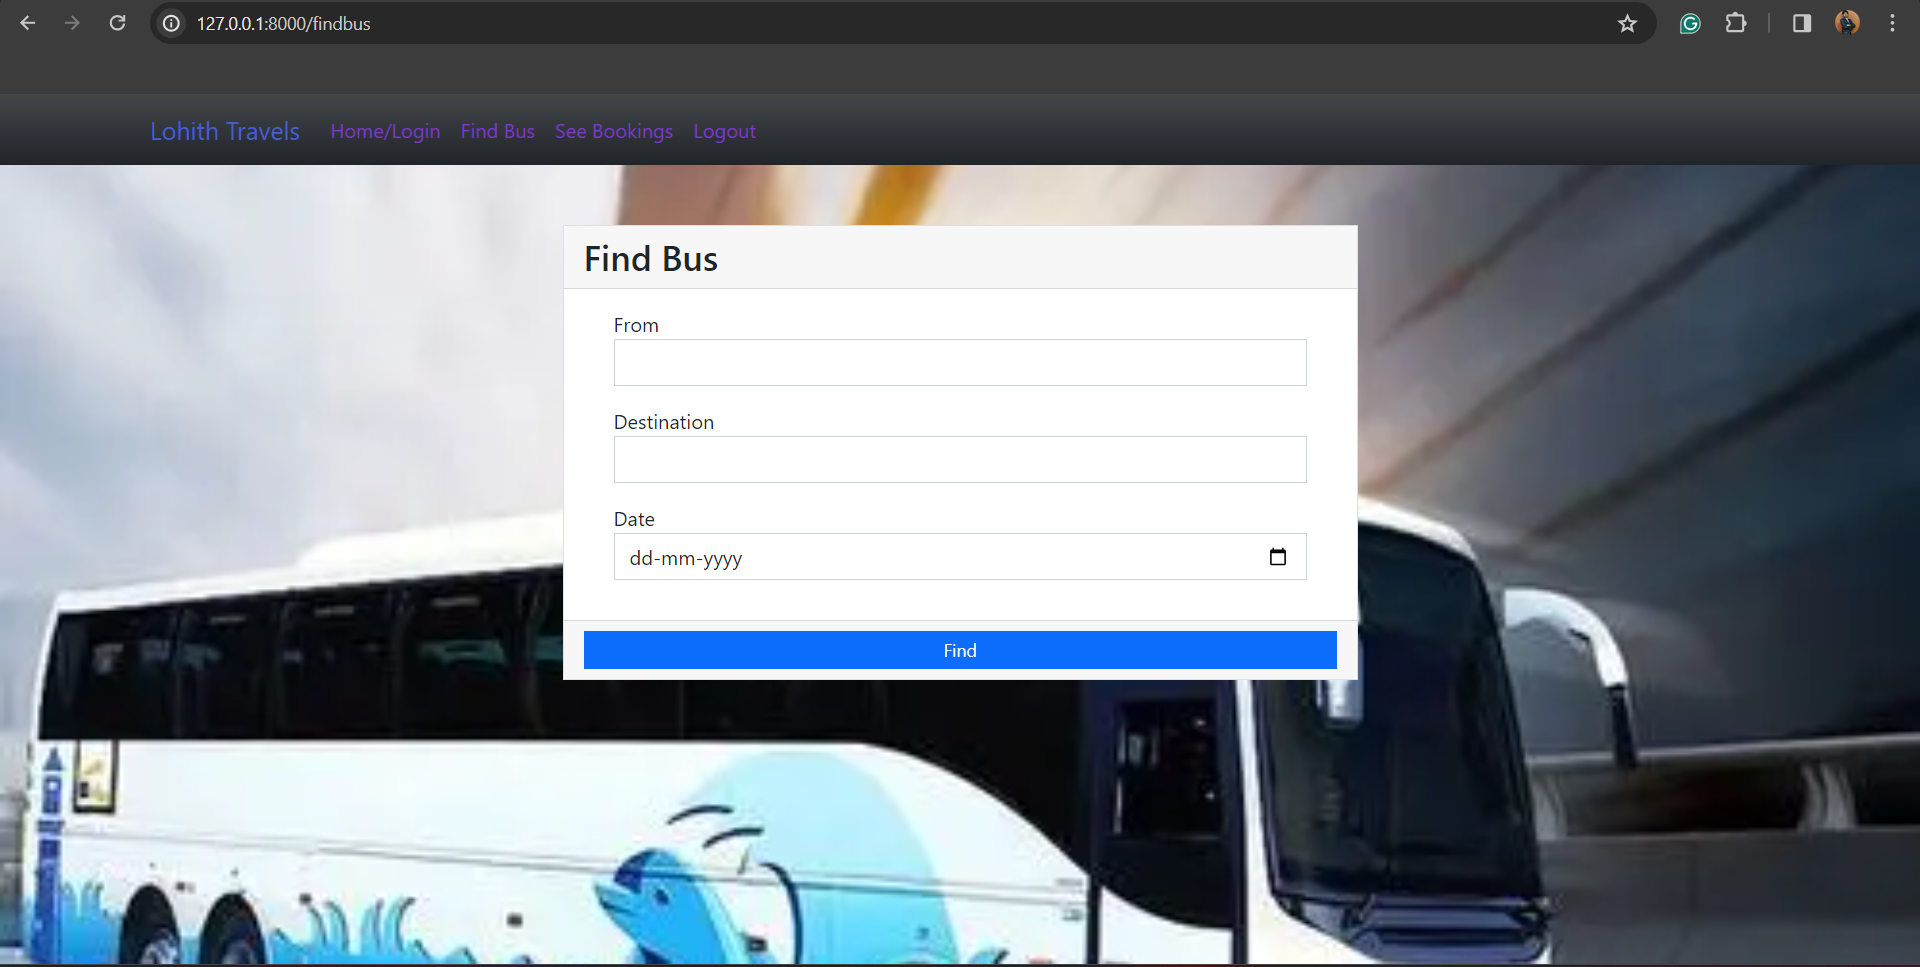 127.0.0.1:8000/findbus
Lohith Travels Home/Login Find Bus See Bookings Logout
Find Bus
From
Destination
Date
dd-mm-yyyy
Find